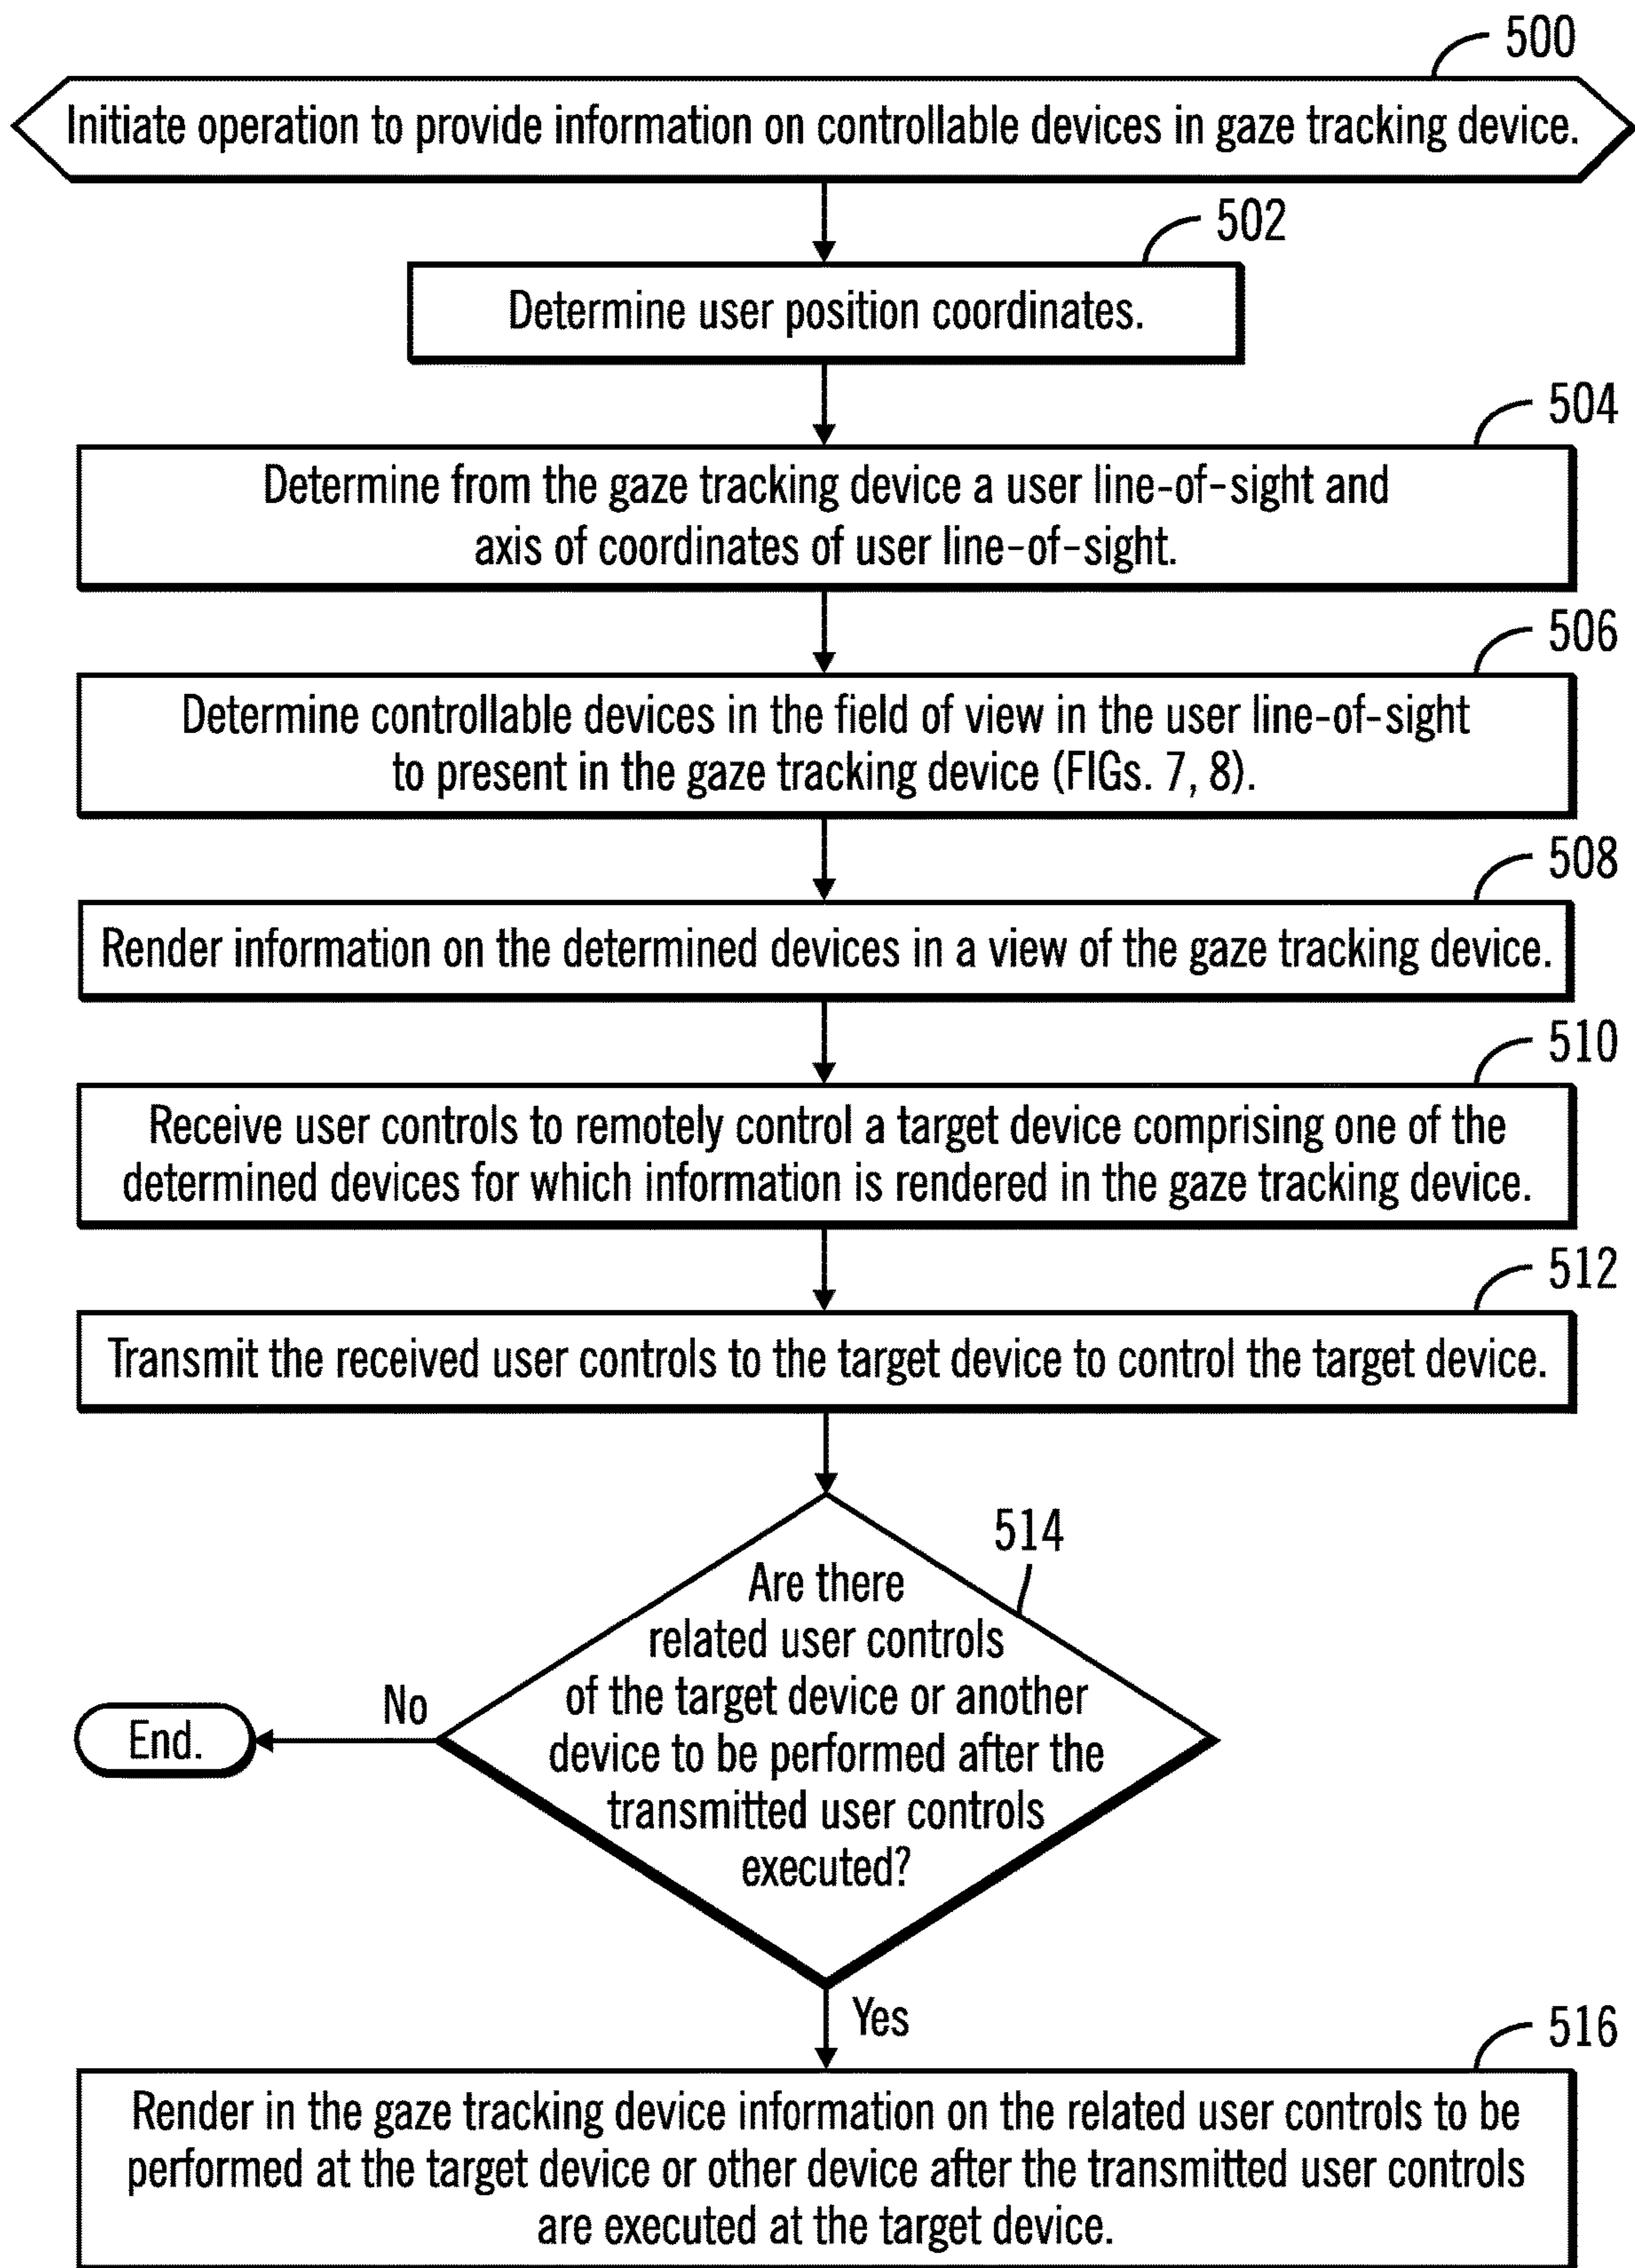 500
Initiate operation to provide information on controllable devices in gaze tracking device.
502
Determine user position coordinates.
504
Determine from the gaze tracking device a user line-of-sight and
axis of coordinates of user line-of-sight.
506
Determine controllable devices in the field of view in the user line-of-sight
to present in the gaze tracking device (FIGs. 7, 8).
508
Render information on the determined devices in a view of the gaze tracking device.
510
Receive user controls to remotely control a target device comprising one of the
determined devices for which information is rendered in the gaze tracking device.
512
Transmit the received user controls to the target device to control the target device.
514
Are there
related user controls
of the target device or another
device to be performed after the
transmitted user controls
executed?
No
End.
Yes
516
Render in the gaze tracking device information on the related user controls to be
performed at the target device or other device after the transmitted user controls
are executed at the target device.